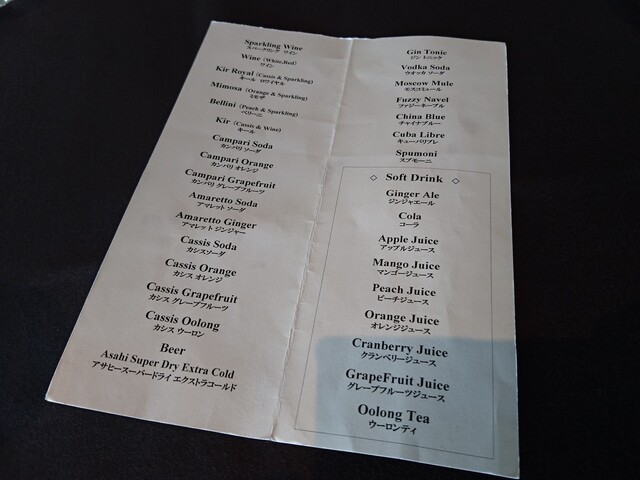 Sparkling Wine
スパークリング ワイン
Wine (White,Red)
ワイン
Kir Royal (Cassis & Sparkling)
キール ロワイヤル
Mimosa (Orange & Sparkling)
ミモザ
Bellini (Peach & Sparkling)
ベリーニ
Kir (Cassis & Wine)
キール
Campari Soda
カンパリ ソーダ
Campari Orange
カンパリ オレンジ
Campari Grapefruit
カンパリ グレープフルーツ
Amaretto Soda
アマレット ソーダ
Amaretto Ginger
アマレット ジンジャー
Cassis Soda
カシスソーダ
Cassis Orange
カシス オレンジ
Cassis Grapefruit
カシス グレープフルーツ
Cassis Oolong
カシス ウーロン
Beer
Asahi Super Dry Extra Cold
アサヒースーパードライ エクストラコールド
Gin Tonic
ジン トニック
Vodka Soda
ウオッカ ソーダ
Moscow Mule
モスコミュール
Fuzzy Navel
ファジーネーブル
China Blue
チャイナブルー
Cuba Libre
キューバリブレ
Spumoni
スプモーニ
◇ Soft Drink ◇
Ginger Ale
ジンジャエール
Cola
コーラ
Apple Juice
アップルジュース
Mango Juice
マンゴージュース
Peach Juice
ピーチジュース
Orange Juice
オレンジジュース
Cranberry Juice
クランベリージュース
GrapeFruit Juice
グレープフルーツジュース
Oolong Tea
ウーロンティ